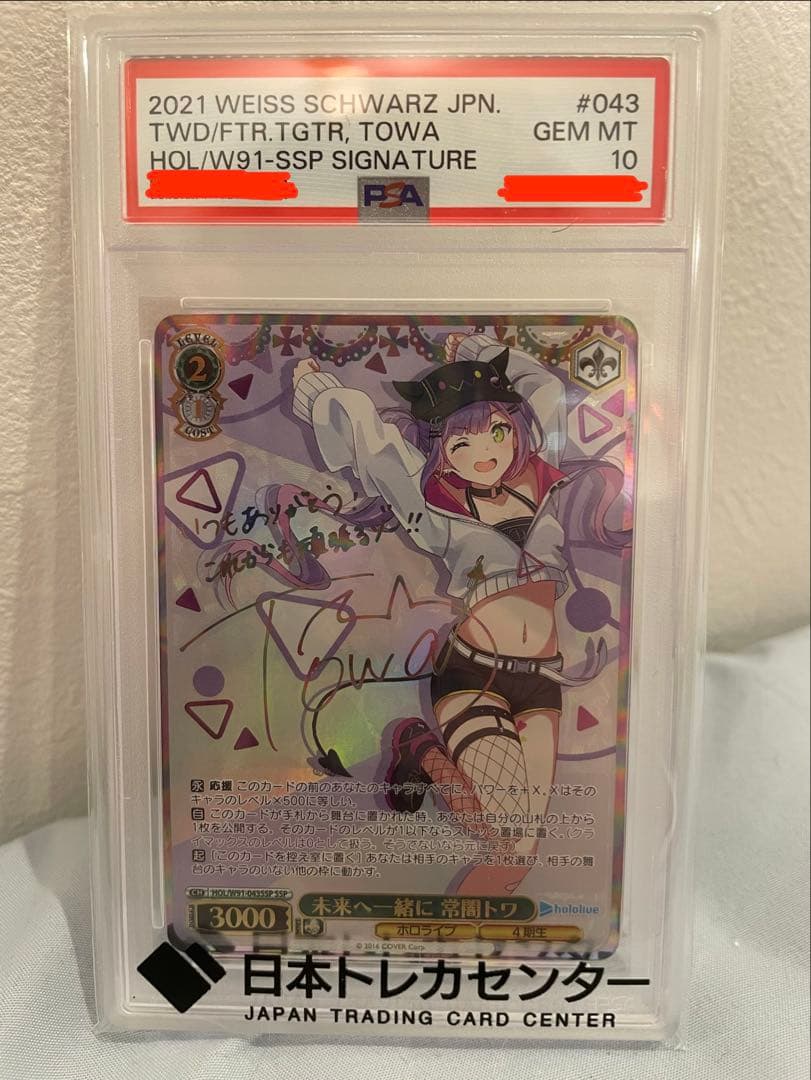 2021 WEISS SCHWARZ JPN. #043
TWD/FTR.TGTR, TOWA GEM MT
HOL/W91-SSP SIGNATURE 10
PSA
LEVEL
2
1
COST
いつもありがとう!
これからも頑張るぞ!!
Towa
永 応援 このカードの前のあなたのキャラすべてに、パワーを+X。Xはそ
のキャラのレベル×500に等しい。
自 このカードが手札から舞台に置かれた時、あなたは自分の山札の上から
1枚を公開する。そのカードのレベルが1以下ならストック置場に置く。(クラ
イマックスのレベルは0として扱う。そうでないなら元に戻す)
起 [このカードを控え室に置く] あなたは相手のキャラを1枚選び、相手の舞
台のキャラのいない他の枠に動かす。
CH HOL/W91-043SSP SSP
3000 未来へ一緒に 常闇トワ hololive
ホロライブ 4期生
© 2016 COVER Corp.
日本トレカセンター
JAPAN TRADING CARD CENTER